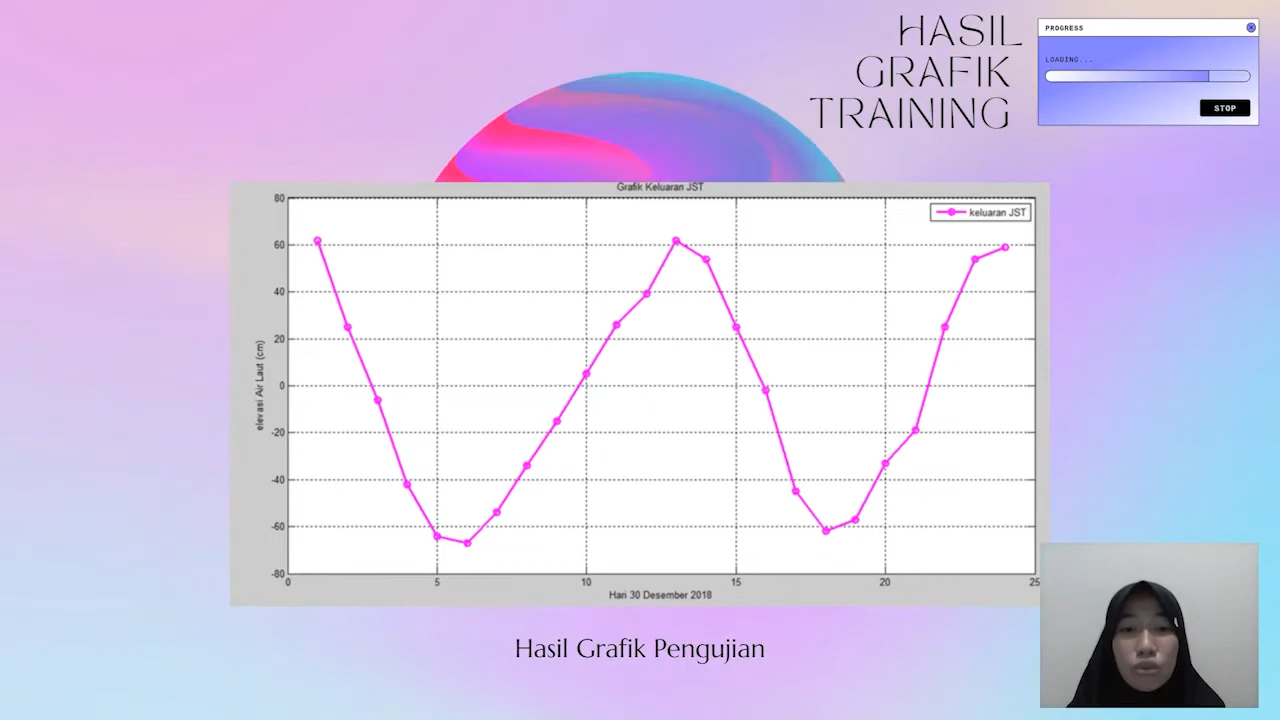 HASIL
GRAFIK
TRAINING
PROGRESS
LOADING...
STOP
Grafik Keluaran JST
keluaran JST
80
60
40
20
0
-20
-40
-60
-80
elevasi Air Laut (cm)
0 5 10 15 20 25
Hari 30 Desember 2018
Hasil Grafik Pengujian